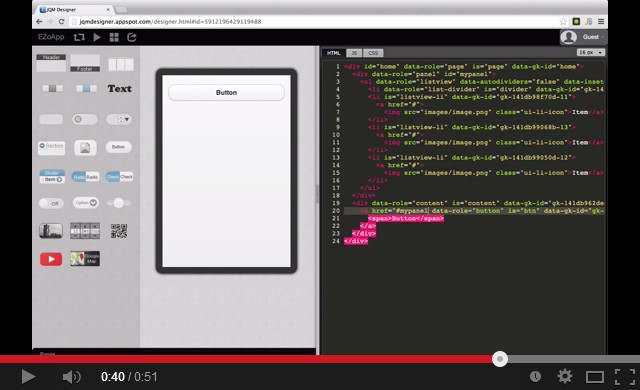 JQM Designer
jqmdesigner.appspot.com/designer.html#id=5912196429119488
EZoApp
Guest
HTML JS CSS
16 px
Header
Footer
Text
Section
Button
Divider
Item
Radio Radio
Check Check
Off
Option
Google
Map
Button
1 <div id="home" data-role="page" is="page" data-gk-id="home">
2 <div data-role="panel" id="mypanel">
3 <ul data-role="listview" data-autodividers="false" data-inset
4 <li data-role="list-divider" is="divider" data-gk-id="gk-14
5 <li is="listview-li" data-gk-id="gk-141db98f70d-11">
6 <a href="#">
7 <img src="images/image.png" class="ui-li-icon">Item</a>
8 </li>
9 <li is="listview-li" data-gk-id="gk-141db99068b-13">
10 <a href="#">
11 <img src="images/image.png" class="ui-li-icon">Item</a>
12 </li>
13 <li is="listview-li" data-gk-id="gk-141db99050d-12">
14 <a href="#">
15 <img src="images/image.png" class="ui-li-icon">Item</a>
16 </li>
17 </ul>
18 </div>
19 <div data-role="content" is="content" data-gk-id="gk-141db962de
20 href="#mypanel data-role="button" is="btn" data-gk-id="gk-
21 <span>Button</span>
22 </a>
23 </div>
24 </div>
0:40 / 0:51